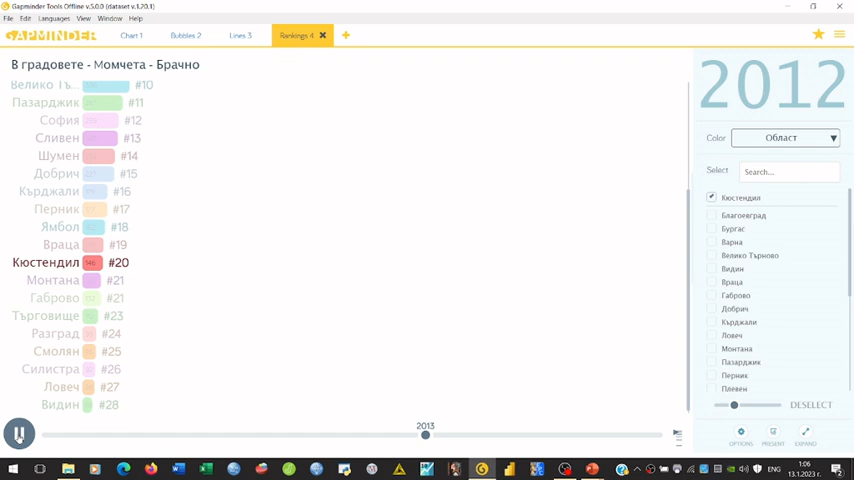 Gapminder Tools Offline v.5.0.0 (dataset v.1.20.1)
File Edit Languages View Window Help
GAPMINDER Chart 1 Bubbles 2 Lines 3 Rankings 4
В градовете - Момчета - Брачно
2012
Велико Тъ... #10
Пазарджик #11
София #12
Сливен #13
Шумен #14
Добрич #15
Кърджали #16
Перник #17
Ямбол #18
Враца #19
Кюстендил 146 #20
Монтана #21
Габрово #21
Търговище #23
Разград #24
Смолян #25
Силистра #26
Ловеч #27
Видин #28
2013
Color Област
Select Search...
Кюстендил
Благоевград
Бургас
Варна
Велико Търново
Видин
Враца
Габрово
Добрич
Кърджали
Ловеч
Монтана
Пазарджик
Перник
Плевен
DESELECT
OPTIONS PRESENT EXPAND
ENG
1:06
13.1.2023 г.